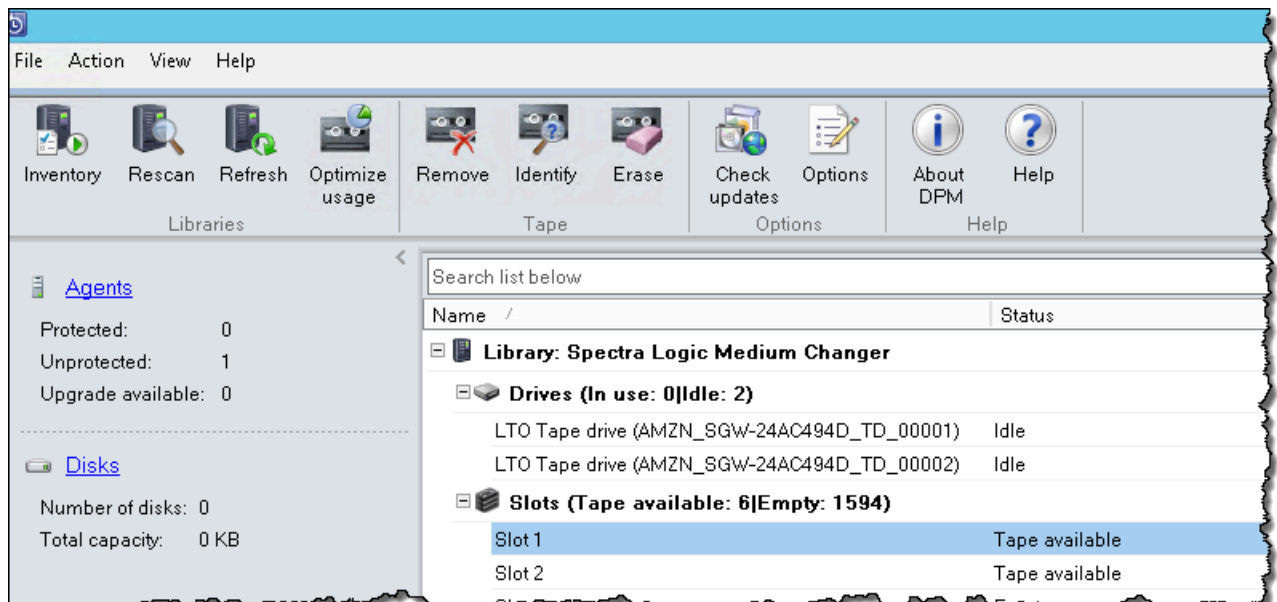 File Action View Help
Inventory Rescan Refresh Optimize usage Remove Identify Erase Check updates Options About DPM Help
Libraries Tape Options Help
Agents
Protected: 0
Unprotected: 1
Upgrade available: 0
Disks
Number of disks: 0
Total capacity: 0 KB
Search list below
Name Status
Library: Spectra Logic Medium Changer
Drives (In use: 0|Idle: 2)
LTO Tape drive (AMZN_SGW-24AC494D_TD_00001) Idle
LTO Tape drive (AMZN_SGW-24AC494D_TD_00002) Idle
Slots (Tape available: 6|Empty: 1594)
Slot 1 Tape available
Slot 2 Tape available